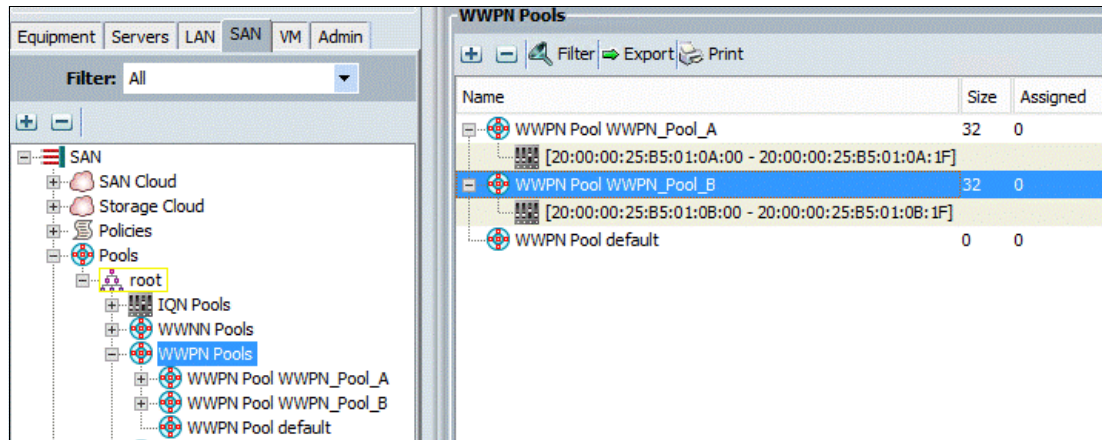 Equipment Servers LAN SAN VM Admin
Filter: All
SAN
SAN Cloud
Storage Cloud
Policies
Pools
root
IQN Pools
WWNN Pools
WWPN Pools
WWPN Pool WWPN_Pool_A
WWPN Pool WWPN_Pool_B
WWPN Pool default
WWPN Pools
Filter Export Print
Name Size Assigned
WWPN Pool WWPN_Pool_A 32 0
[20:00:00:25:B5:01:0A:00 - 20:00:00:25:B5:01:0A:1F]
WWPN Pool WWPN_Pool_B 32 0
[20:00:00:25:B5:01:0B:00 - 20:00:00:25:B5:01:0B:1F]
WWPN Pool default 0 0